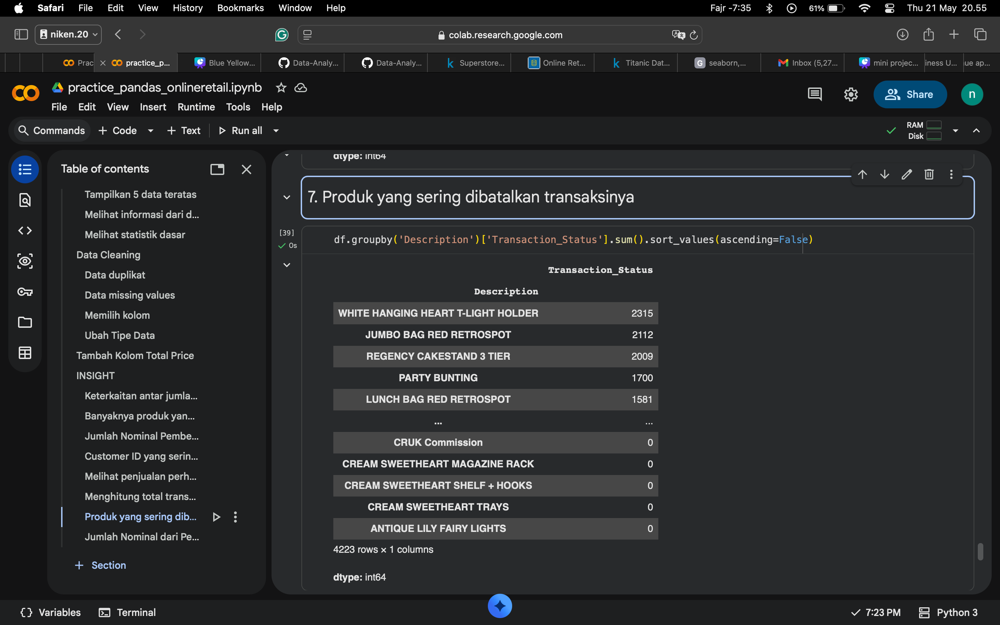 Safari File Edit View History Bookmarks Window Help Fajr -7:35 61% Thu 21 May 20.55
niken.20 colab.research.google.com
Prac practice_p... Blue Yellow... Data-Analy... Data-Analy... Superstore... Online Ret... Titanic Dat... G seaborn,... Inbox (5,27... mini projec... iness U... ue ap...
practice_pandas_onlineretail.ipynb
Share n
File Edit View Insert Runtime Tools Help
Commands + Code + Text Run all
RAM
Disk
Table of contents
Tampilkan 5 data teratas
Melihat informasi dari d...
Melihat statistik dasar
Data Cleaning
Data duplikat
Data missing values
Memilih kolom
Ubah Tipe Data
Tambah Kolom Total Price
INSIGHT
Keterkaitan antar jumla...
Banyaknya produk yan...
Jumlah Nominal Pembe...
Customer ID yang serin...
Melihat penjualan perh...
Menghitung total trans...
Produk yang sering dib...
Jumlah Nominal dari Pe...
+ Section
dtype: int64
7. Produk yang sering dibatalkan transaksinya
[39]
0s
df.groupby('Description')['Transaction_Status'].sum().sort_values(ascending=False)
Transaction_Status
Description
WHITE HANGING HEART T-LIGHT HOLDER 2315
JUMBO BAG RED RETROSPOT 2112
REGENCY CAKESTAND 3 TIER 2009
PARTY BUNTING 1700
LUNCH BAG RED RETROSPOT 1581
... ...
CRUK Commission 0
CREAM SWEETHEART MAGAZINE RACK 0
CREAM SWEETHEART SHELF + HOOKS 0
CREAM SWEETHEART TRAYS 0
ANTIQUE LILY FAIRY LIGHTS 0
4223 rows × 1 columns
dtype: int64
Variables Terminal 7:23 PM Python 3